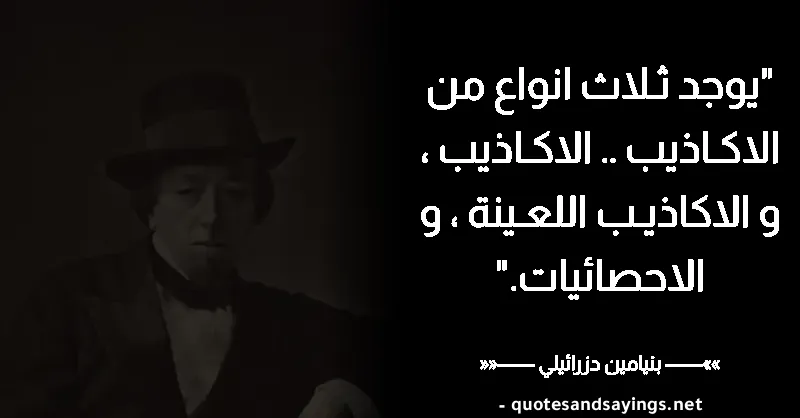 "يوجد ثلاث انواع من
الاكاذيب .. الاكاذيب ،
و الاكاذيب اللعينة ، و
الاحصائيات."
««—— بنيامين دزرائيلي ——»»
- quotesandsayings.net